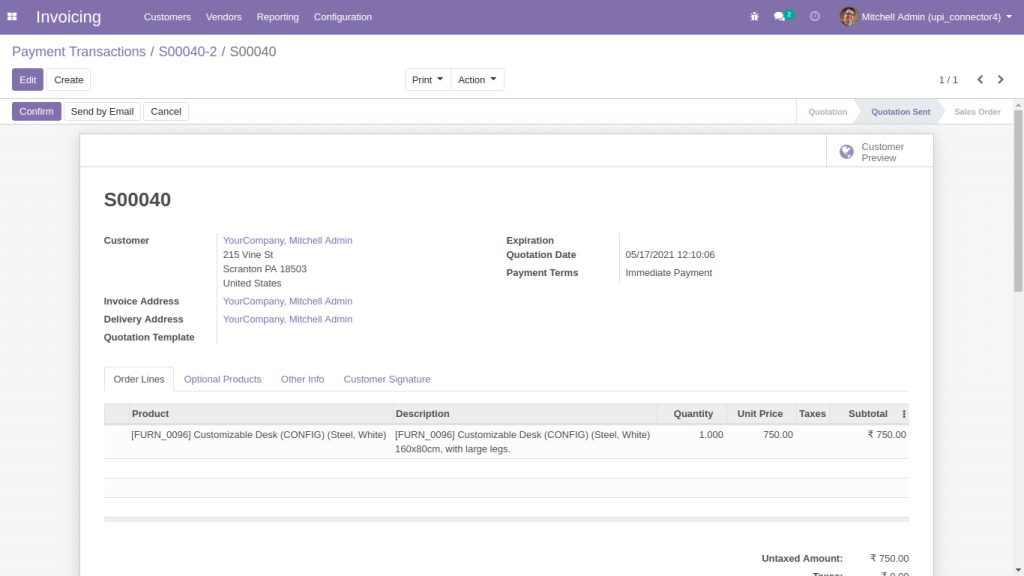 Invoicing Customers Vendors Reporting Configuration 2 Mitchell Admin (upi_connector4)
Payment Transactions / S00040-2 / S00040
Edit Create Print Action 1 / 1
Confirm Send by Email Cancel Quotation Quotation Sent Sales Order
Customer
Preview
S00040
Customer YourCompany, Mitchell Admin Expiration
215 Vine St Quotation Date 05/17/2021 12:10:06
Scranton PA 18503 Payment Terms Immediate Payment
United States
Invoice Address YourCompany, Mitchell Admin
Delivery Address YourCompany, Mitchell Admin
Quotation Template
Order Lines Optional Products Other Info Customer Signature
Product Description Quantity Unit Price Taxes Subtotal
[FURN_0096] Customizable Desk (CONFIG) (Steel, White) [FURN_0096] Customizable Desk (CONFIG) (Steel, White) 1.000 750.00 ₹ 750.00
160x80cm, with large legs.
Untaxed Amount: ₹ 750.00
Taxes: ₹ 0.00